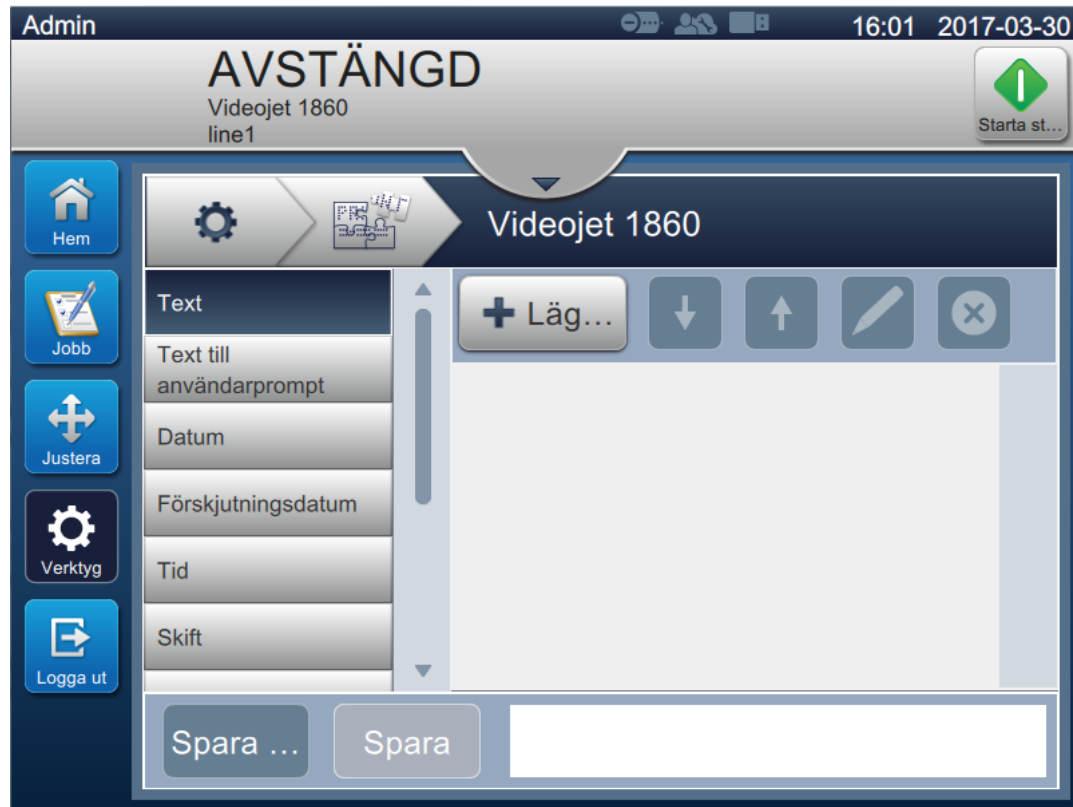 Admin
16:01 2017-03-30
AVSTÄNGD
Videojet 1860
line1
Starta st...
Hem
Jobb
Justera
Verktyg
Logga ut
Videojet 1860
Text
Text till
användarprompt
Datum
Förskjutningsdatum
Tid
Skift
Läg...
Spara ...
Spara